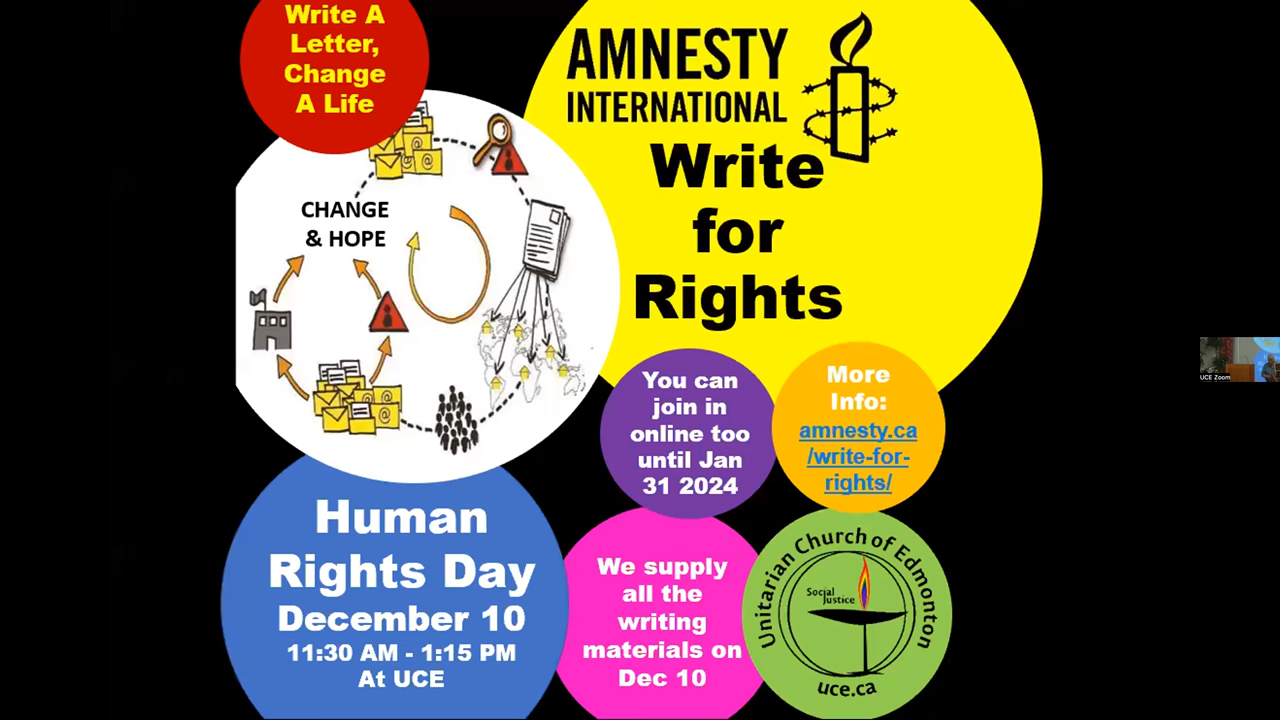 Write A
Letter,
Change
A Life
AMNESTY
INTERNATIONAL
Write
for
Rights
CHANGE
& HOPE
You can
join in
online too
until Jan
31 2024
More
Info:
amnesty.ca
/write-for-
rights/
Human
Rights Day
December 10
11:30 AM - 1:15 PM
At UCE
We supply
all the
writing
materials on
Dec 10
Unitarian Church of Edmonton
Social
Justice
uce.ca
UCE Zoom